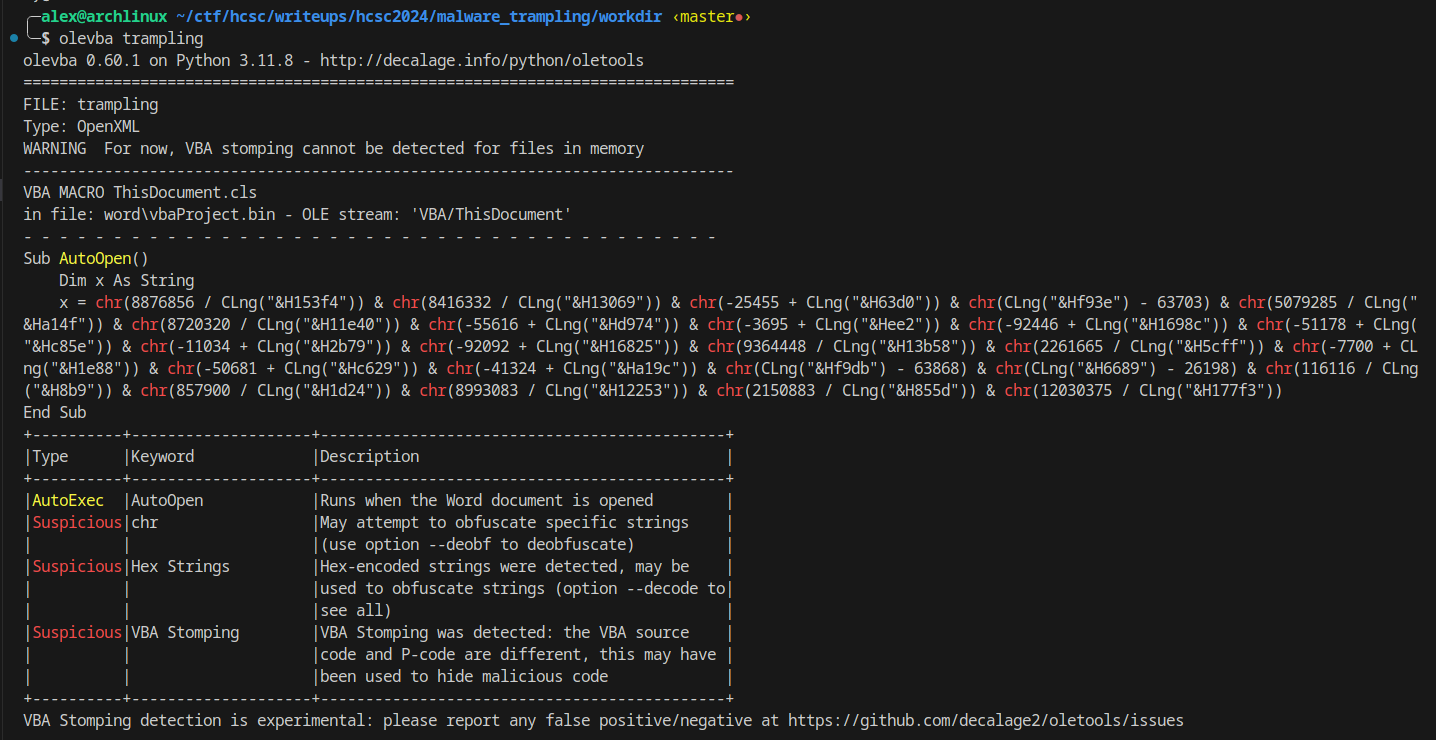 alex@archlinux ~/ctf/hcsc/writeups/hcsc2024/malware_trampling/workdir ‹master●›
$ olevba trampling
olevba 0.60.1 on Python 3.11.8 - http://decalage.info/python/oletools
===============================================================================
FILE: trampling
Type: OpenXML
WARNING  For now, VBA stomping cannot be detected for files in memory
-------------------------------------------------------------------------------
VBA MACRO ThisDocument.cls
in file: word\vbaProject.bin - OLE stream: 'VBA/ThisDocument'
- - - - - - - - - - - - - - - - - - - - - - - - - - - - - - - - - - - - - - -
Sub AutoOpen()
    Dim x As String
    x = chr(8876856 / CLng("&H153f4")) & chr(8416332 / CLng("&H13069")) & chr(-25455 + CLng("&H63d0")) & chr(CLng("&Hf93e") - 63703) & chr(5079285 / CLng("
&Ha14f")) & chr(8720320 / CLng("&H11e40")) & chr(-55616 + CLng("&Hd974")) & chr(-3695 + CLng("&Hee2")) & chr(-92446 + CLng("&H1698c")) & chr(-51178 + CLng(
"&Hc85e")) & chr(-11034 + CLng("&H2b79")) & chr(-92092 + CLng("&H16825")) & chr(9364448 / CLng("&H13b58")) & chr(2261665 / CLng("&H5cff")) & chr(-7700 + CL
ng("&H1e88")) & chr(-50681 + CLng("&Hc629")) & chr(-41324 + CLng("&Ha19c")) & chr(CLng("&Hf9db") - 63868) & chr(CLng("&H6689") - 26198) & chr(116116 / CLng
("&H8b9")) & chr(857900 / CLng("&H1d24")) & chr(8993083 / CLng("&H12253")) & chr(2150883 / CLng("&H855d")) & chr(12030375 / CLng("&H177f3"))
End Sub
+----------+--------------------+---------------------------------------------+
|Type      |Keyword             |Description                                  |
+----------+--------------------+---------------------------------------------+
|AutoExec  |AutoOpen            |Runs when the Word document is opened        |
|Suspicious|chr                 |May attempt to obfuscate specific strings    |
|          |                    |(use option --deobf to deobfuscate)          |
|Suspicious|Hex Strings         |Hex-encoded strings were detected, may be    |
|          |                    |used to obfuscate strings (option --decode to|
|          |                    |see all)                                     |
|Suspicious|VBA Stomping        |VBA Stomping was detected: the VBA source    |
|          |                    |code and P-code are different, this may have |
|          |                    |been used to hide malicious code             |
+----------+--------------------+---------------------------------------------+
VBA Stomping detection is experimental: please report any false positive/negative at https://github.com/decalage2/oletools/issues